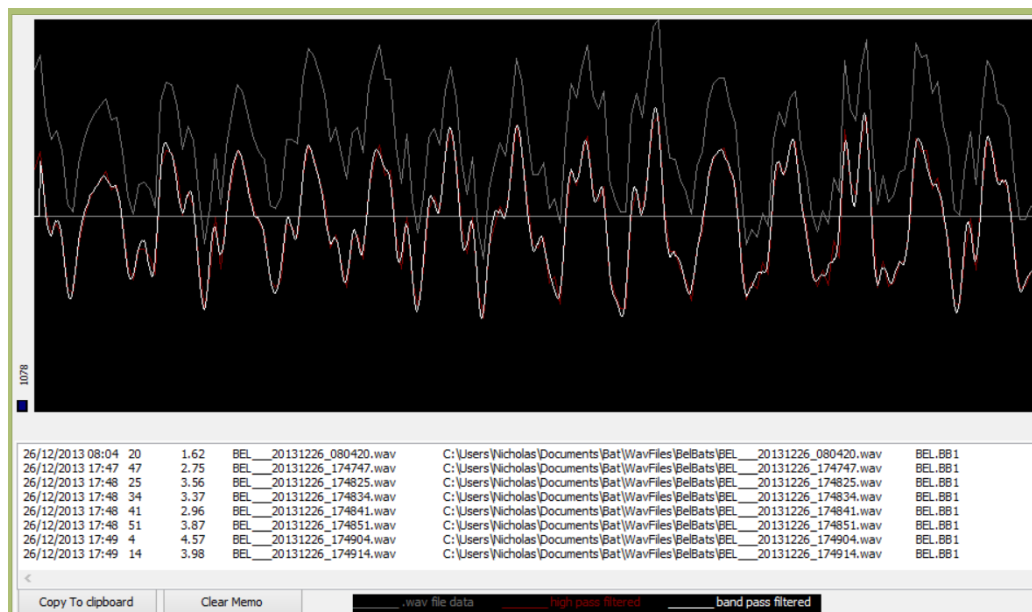 1078
26/12/2013 08:04 20 1.62 BEL___20131226_080420.wav C:\Users\Nicholas\Documents\Bat\WavFiles\BelBats\BEL___20131226_080420.wav BEL.BB1
26/12/2013 17:47 47 2.75 BEL___20131226_174747.wav C:\Users\Nicholas\Documents\Bat\WavFiles\BelBats\BEL___20131226_174747.wav BEL.BB1
26/12/2013 17:48 25 3.56 BEL___20131226_174825.wav C:\Users\Nicholas\Documents\Bat\WavFiles\BelBats\BEL___20131226_174825.wav BEL.BB1
26/12/2013 17:48 34 3.37 BEL___20131226_174834.wav C:\Users\Nicholas\Documents\Bat\WavFiles\BelBats\BEL___20131226_174834.wav BEL.BB1
26/12/2013 17:48 41 2.96 BEL___20131226_174841.wav C:\Users\Nicholas\Documents\Bat\WavFiles\BelBats\BEL___20131226_174841.wav BEL.BB1
26/12/2013 17:48 51 3.87 BEL___20131226_174851.wav C:\Users\Nicholas\Documents\Bat\WavFiles\BelBats\BEL___20131226_174851.wav BEL.BB1
26/12/2013 17:49 4 4.57 BEL___20131226_174904.wav C:\Users\Nicholas\Documents\Bat\WavFiles\BelBats\BEL___20131226_174904.wav BEL.BB1
26/12/2013 17:49 14 3.98 BEL___20131226_174914.wav C:\Users\Nicholas\Documents\Bat\WavFiles\BelBats\BEL___20131226_174914.wav BEL.BB1
Copy To clipboard Clear Memo .wav file data high pass filtered band pass filtered